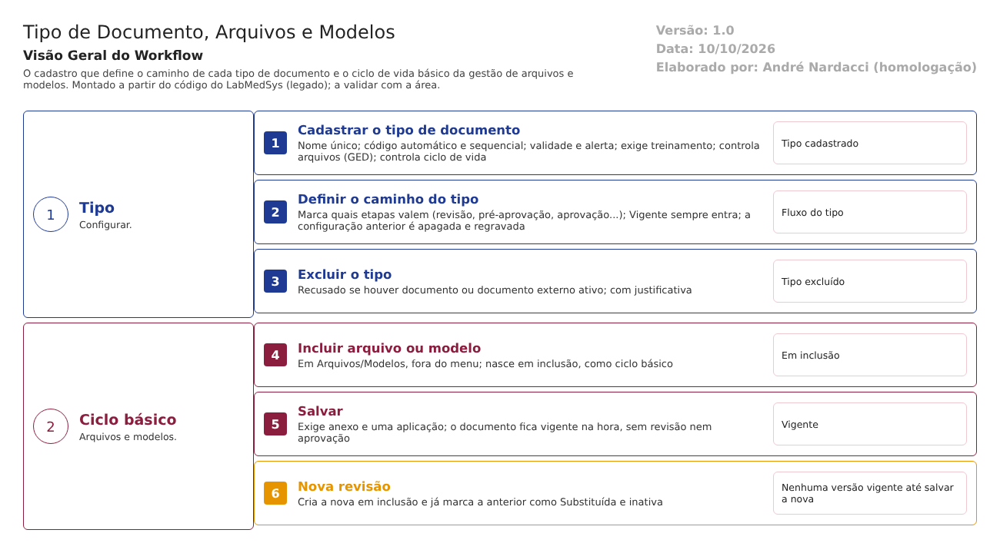 Tipo de Documento, Arquivos e Modelos
Visão Geral do Workflow
O cadastro que define o caminho de cada tipo de documento e o ciclo de vida básico da gestão de arquivos e
modelos. Montado a partir do código do LabMedSys (legado); a validar com a área.
Versão: 1.0
Data: 10/10/2026
Elaborado por: André Nardacci (homologação)
1
Tipo
Configurar.
1
Cadastrar o tipo de documento
Nome único; código automático e sequencial; validade e alerta; exige treinamento; controla
arquivos (GED); controla ciclo de vida
Tipo cadastrado
2
Definir o caminho do tipo
Marca quais etapas valem (revisão, pré-aprovação, aprovação...); Vigente sempre entra; a
configuração anterior é apagada e regravada
Fluxo do tipo
3
Excluir o tipo
Recusado se houver documento ou documento externo ativo; com justificativa
Tipo excluído
2
Ciclo básico
Arquivos e modelos.
4
Incluir arquivo ou modelo
Em Arquivos/Modelos, fora do menu; nasce em inclusão, como ciclo básico
Em inclusão
5
Salvar
Exige anexo e uma aplicação; o documento fica vigente na hora, sem revisão nem
aprovação
Vigente
6
Nova revisão
Cria a nova em inclusão e já marca a anterior como Substituída e inativa
Nenhuma versão vigente até salvar
a nova